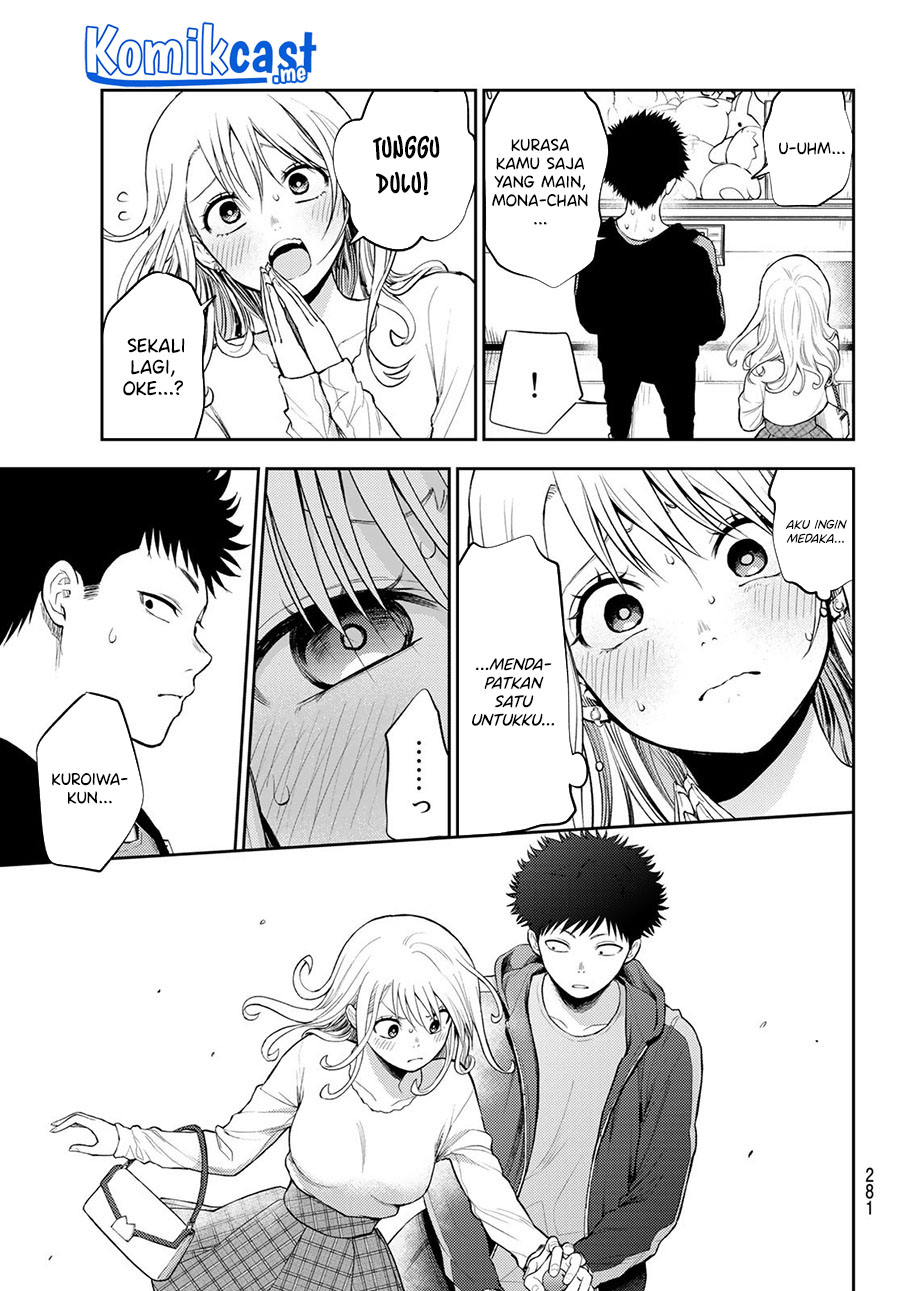 Komikcast
.me
U-UHM...
KURASA
KAMU SAJA
YANG MAIN,
MONA-CHAN
...
!
TUNGGU
DULU!
SEKALI
LAGI,
OKE...?
AKU INGIN
MEDAKA...
...MENDA-
PATKAN
SATU
UNTUKKU...
………っ
KUROIWA-
KUN...
281